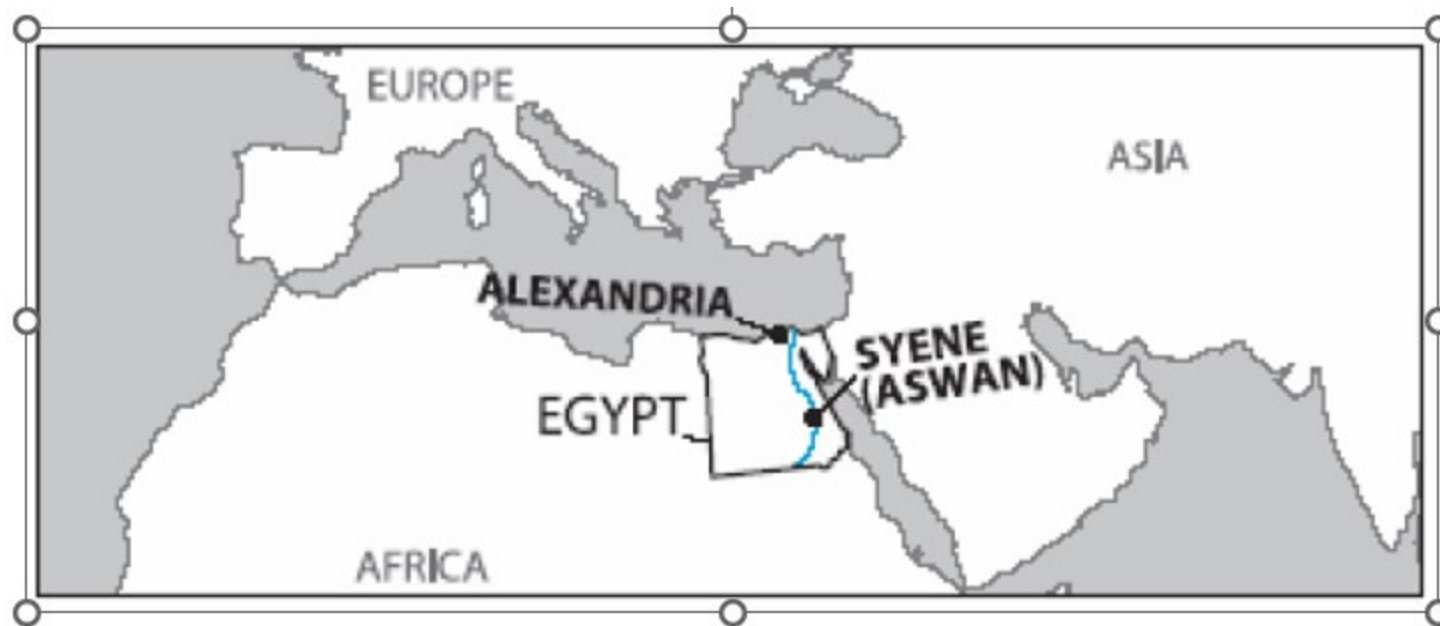 EUROPE
ASIA
ALEXANDRIA
SYENE
(ASWAN)
EGYPT
AFRICA